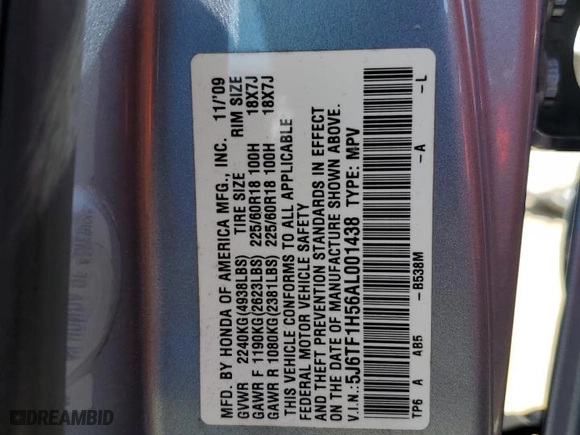 MFD. BY HONDA OF AMERICA MFG., INC. 11/'09
GVWR 2240KG(4938LBS) TIRE SIZE RIM SIZE
GAWR F 1190KG(2623LBS) 225/60R18 100H 18X7J
GAWR R 1080KG(2381LBS) 225/60R18 100H 18X7J
THIS VEHICLE CONFORMS TO ALL APPLICABLE
FEDERAL MOTOR VEHICLE SAFETY
AND THEFT PREVENTION STANDARDS IN EFFECT
ON THE DATE OF MANUFACTURE SHOWN ABOVE.
V.I.N.:5J6TF1H56AL001438 TYPE: MPV
TP6 A AB5 -B538M -A -L
DREAMBID